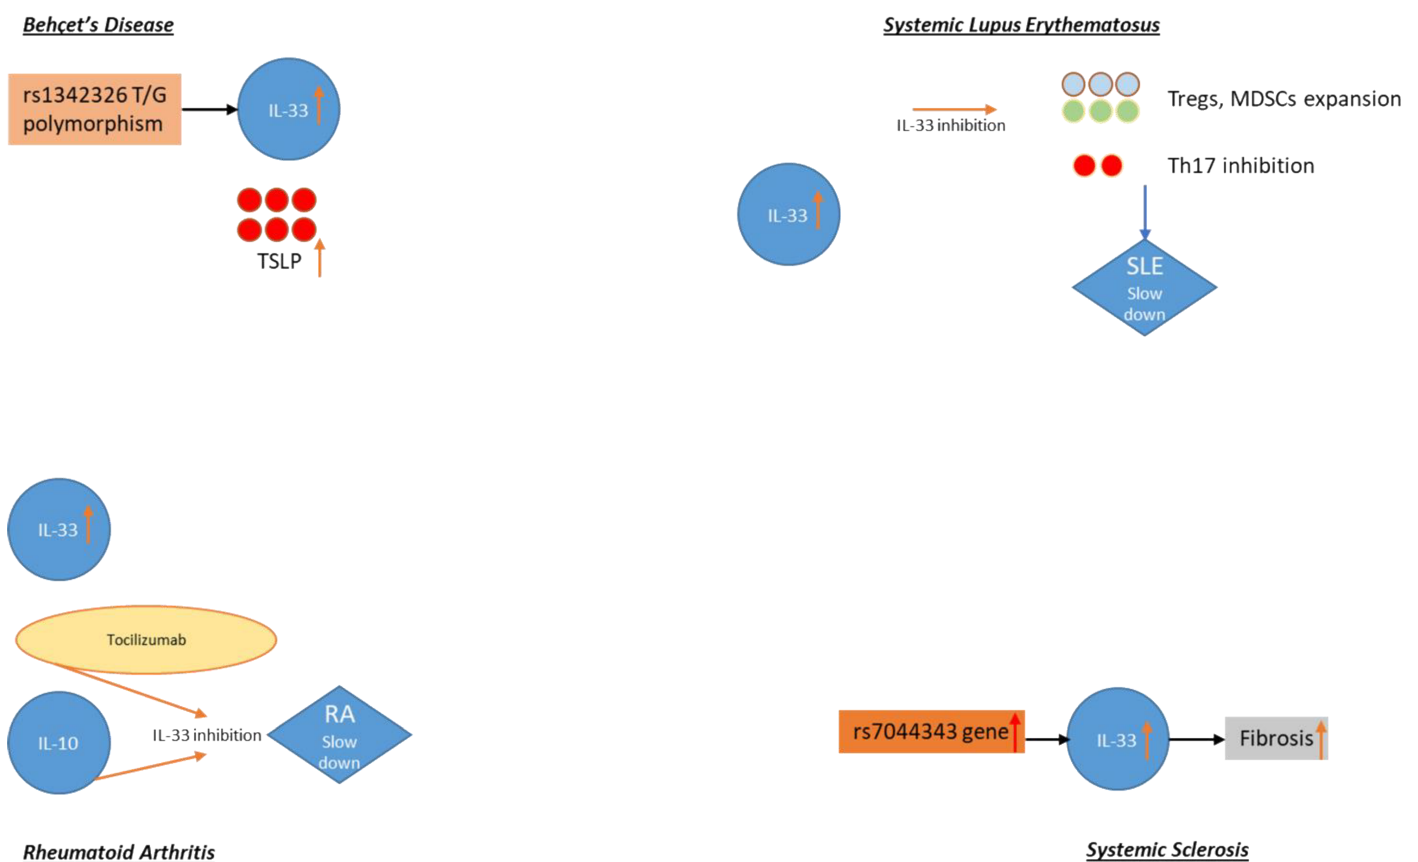 Behçet's Disease
rs1342326 T/G
polymorphism
IL-33
TSLP
Systemic Lupus Erythematosus
IL-33 inhibition
Tregs, MDSCs expansion
Th17 inhibition
IL-33
SLE
Slow
down
IL-33
Tocilizumab
IL-10
IL-33 inhibition
RA
Slow
down
Rheumatoid Arthritis
rs7044343 gene
IL-33
Fibrosis
Systemic Sclerosis